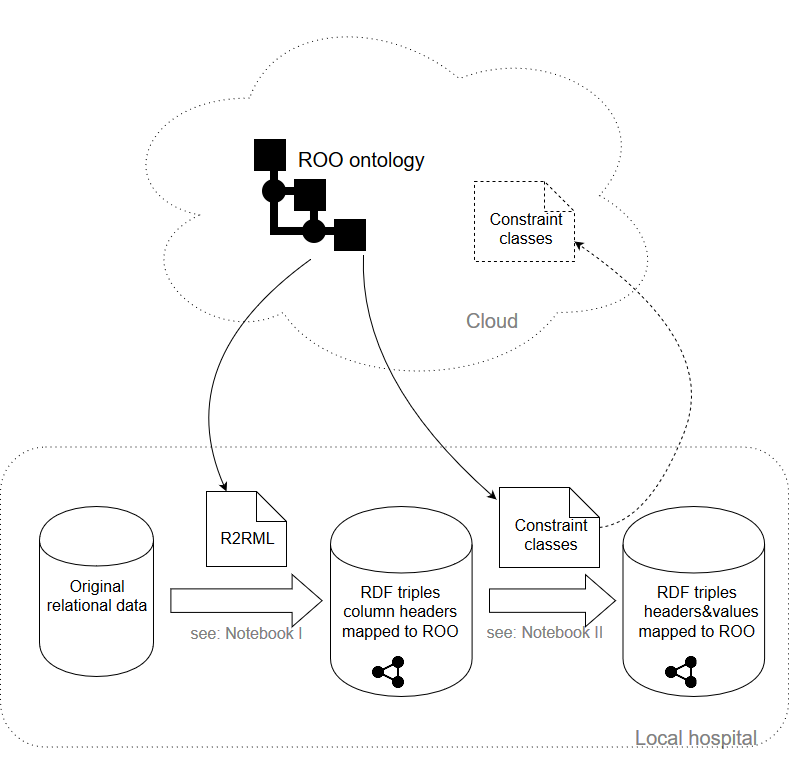 ROO ontology
Constraint
classes
Cloud
R2RML
Constraint
classes
Original
relational data
RDF triples
column headers
mapped to ROO
RDF triples
headers&values
mapped to ROO
see: Notebook I
see: Notebook II
Local hospital